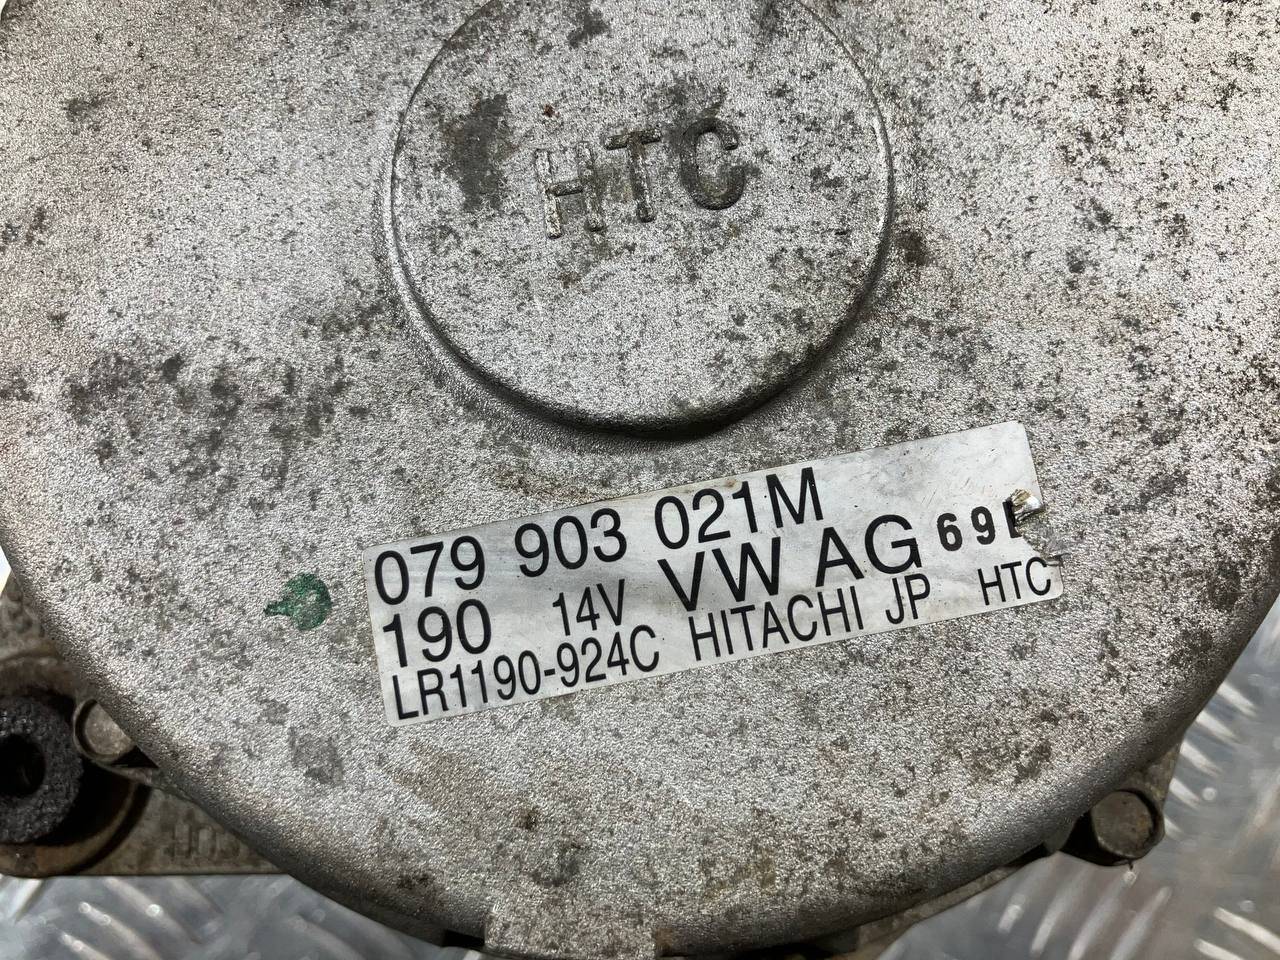 HTC
079 903 021M
190 14V VW AG 69
LR1190-924C HITACHI JP HTC